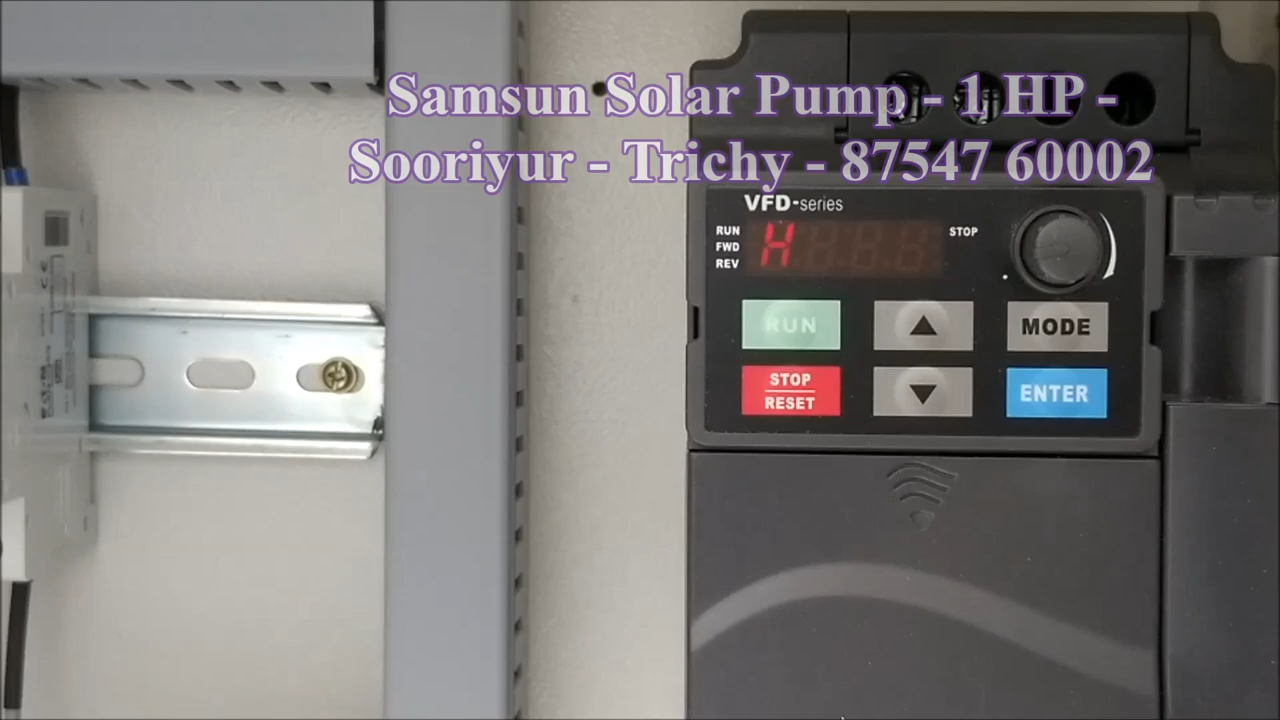 Samsun Solar Pump - 1 HP -
Sooriyur - Trichy - 87547 60002
VFD-series
RUN
FWD
REV
H
STOP
RUN
▲
MODE
STOP
RESET
▼
ENTER